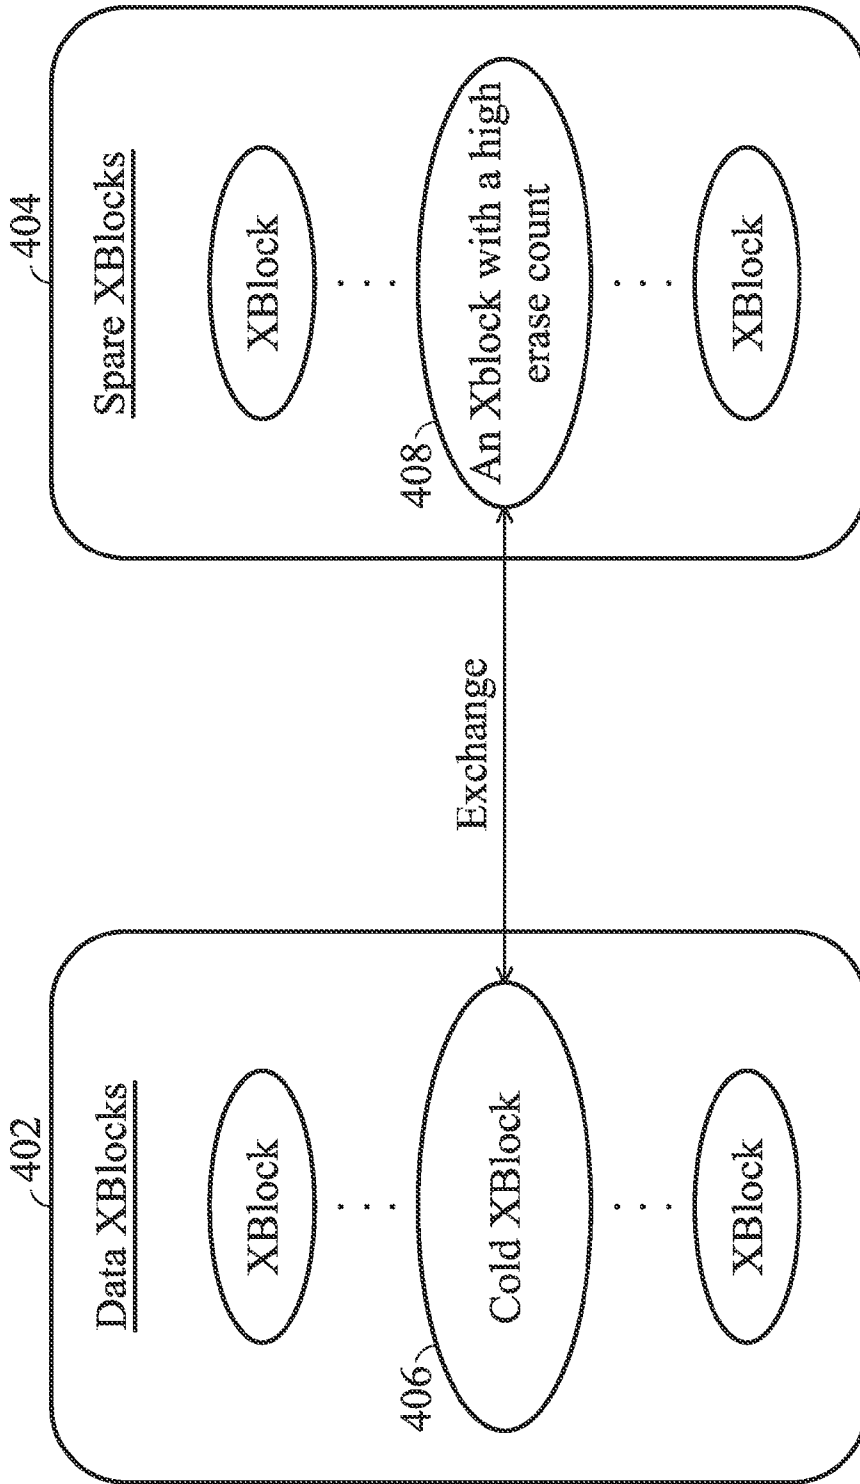 402
Data XBlocks
XBlock
406
Cold XBlock
XBlock
Exchange
404
Spare XBlocks
XBlock
408
An Xblock with a high
erase count
XBlock